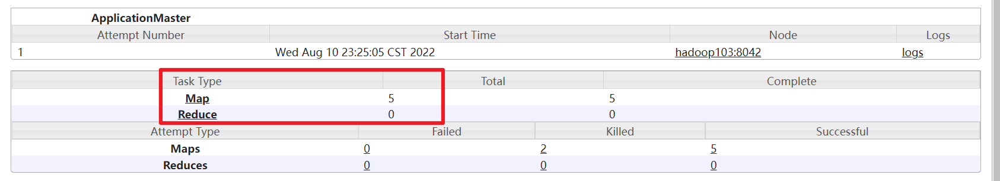 ApplicationMaster
Attempt Number Start Time Node Logs
1 Wed Aug 10 23:25:05 CST 2022 hadoop103:8042 logs
Task Type Total Complete
Map 5 5
Reduce 0 0
Attempt Type Failed Killed Successful
Maps 0 2 5
Reduces 0 0 0